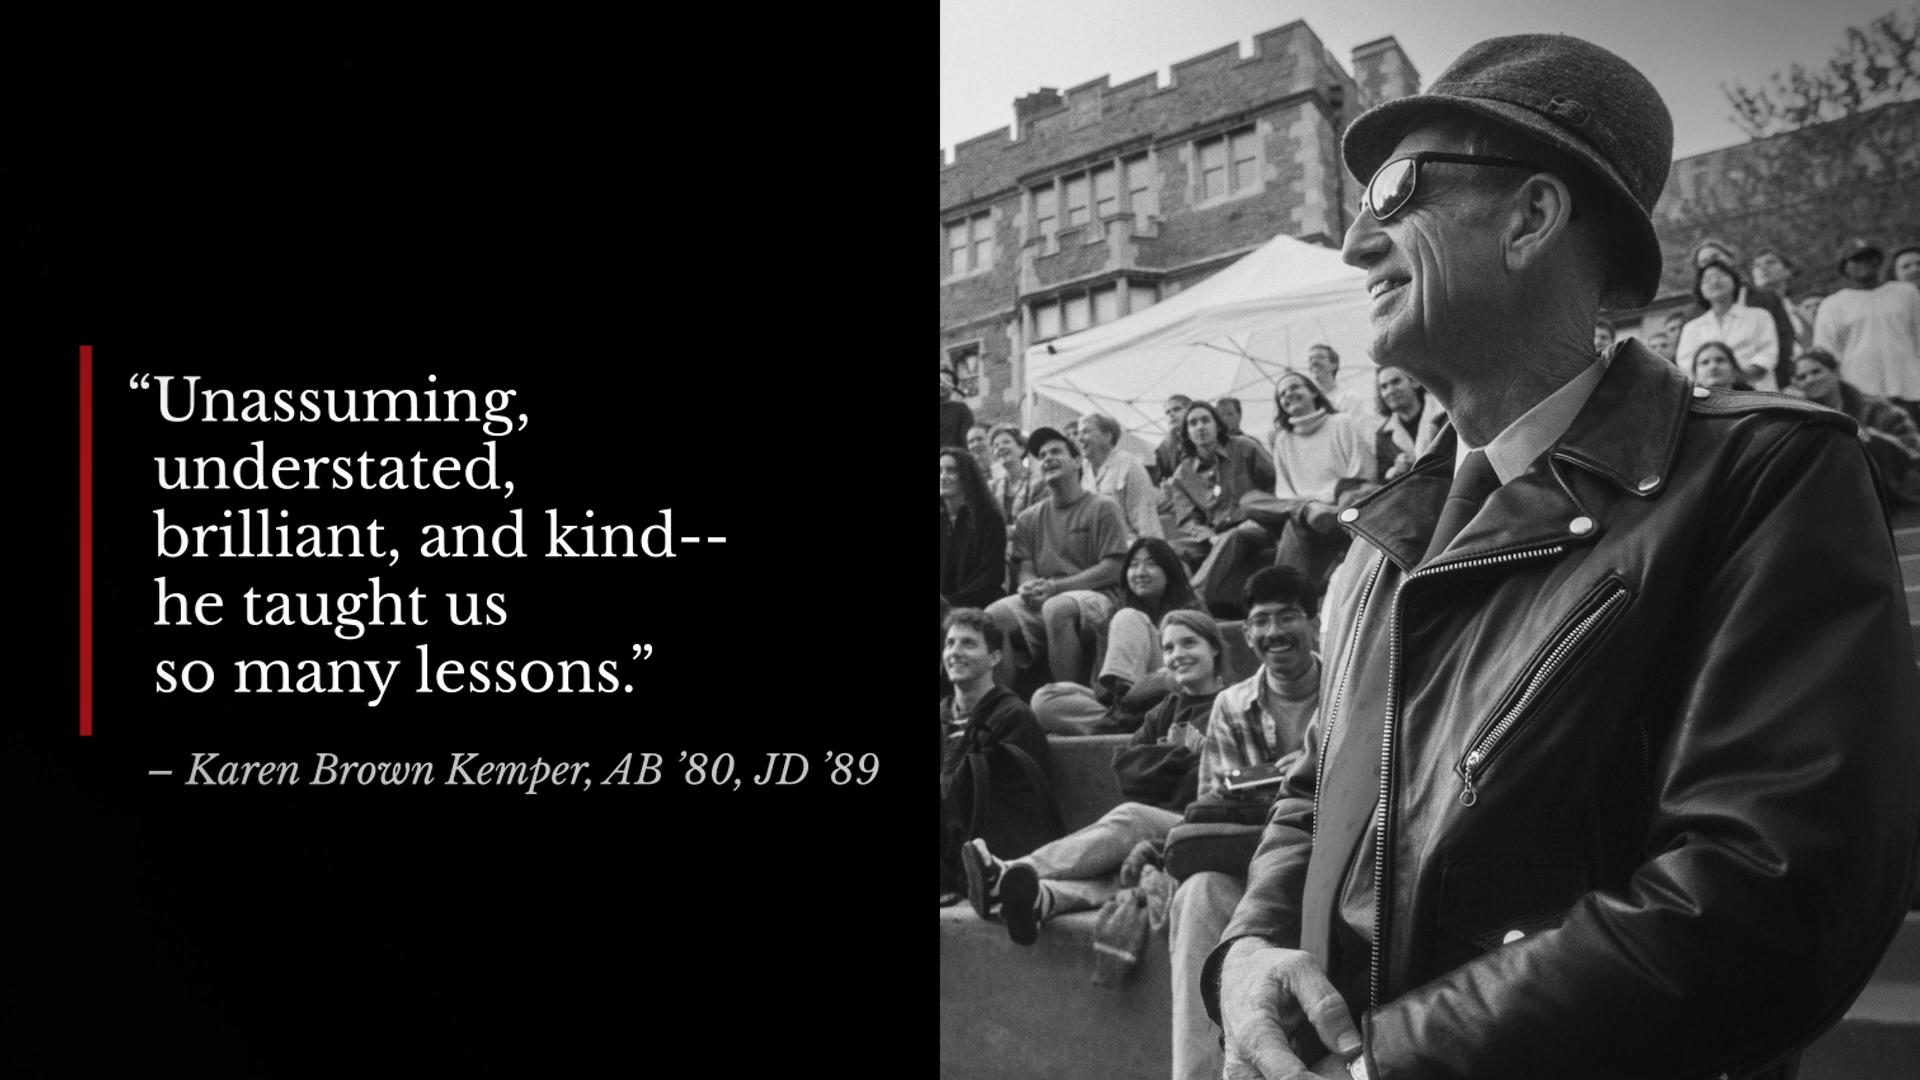 “Unassuming,
understated,
brilliant, and kind--
he taught us
so many lessons.”
– Karen Brown Kemper, AB ’80, JD ’89